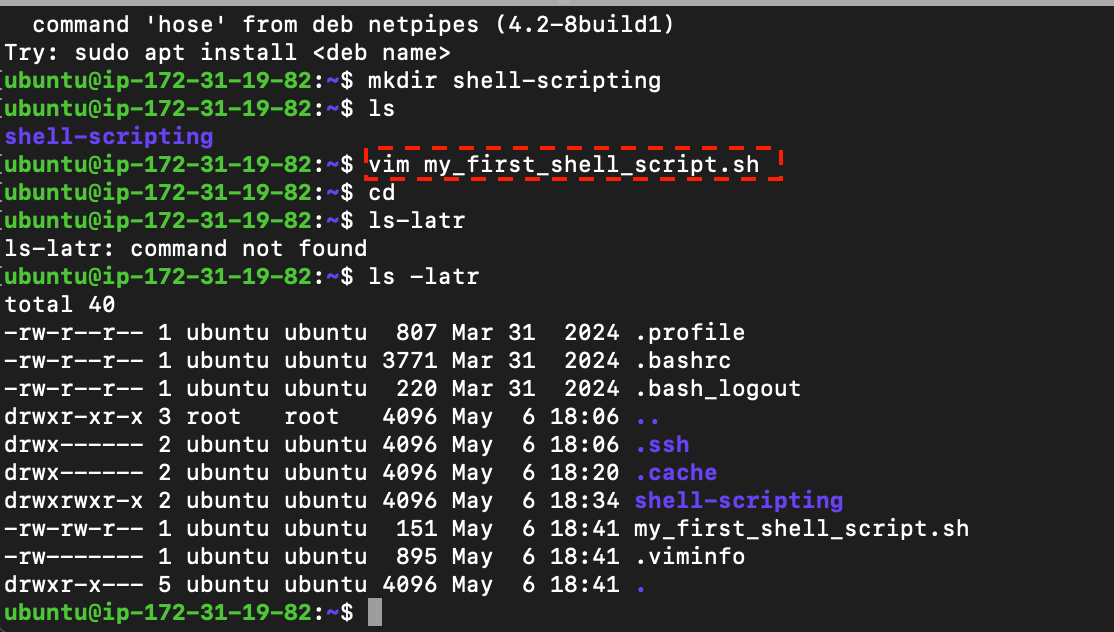 command 'hose' from deb netpipes (4.2-8build1)
Try: sudo apt install <deb name>
[ubuntu@ip-172-31-19-82:~$ mkdir shell-scripting
[ubuntu@ip-172-31-19-82:~$ ls
shell-scripting
[ubuntu@ip-172-31-19-82:~$ vim my_first_shell_script.sh
[ubuntu@ip-172-31-19-82:~$ cd
[ubuntu@ip-172-31-19-82:~$ ls-latr
ls-latr: command not found
[ubuntu@ip-172-31-19-82:~$ ls -latr
total 40
-rw-r--r-- 1 ubuntu ubuntu  807 Mar 31  2024 .profile
-rw-r--r-- 1 ubuntu ubuntu 3771 Mar 31  2024 .bashrc
-rw-r--r-- 1 ubuntu ubuntu  220 Mar 31  2024 .bash_logout
drwxr-xr-x 3 root   root   4096 May  6 18:06 ..
drwx------ 2 ubuntu ubuntu 4096 May  6 18:06 .ssh
drwx------ 2 ubuntu ubuntu 4096 May  6 18:20 .cache
drwxrwxr-x 2 ubuntu ubuntu 4096 May  6 18:34 shell-scripting
-rw-rw-r-- 1 ubuntu ubuntu  151 May  6 18:41 my_first_shell_script.sh
-rw------- 1 ubuntu ubuntu  895 May  6 18:41 .viminfo
drwxr-x--- 5 ubuntu ubuntu 4096 May  6 18:41 .
ubuntu@ip-172-31-19-82:~$